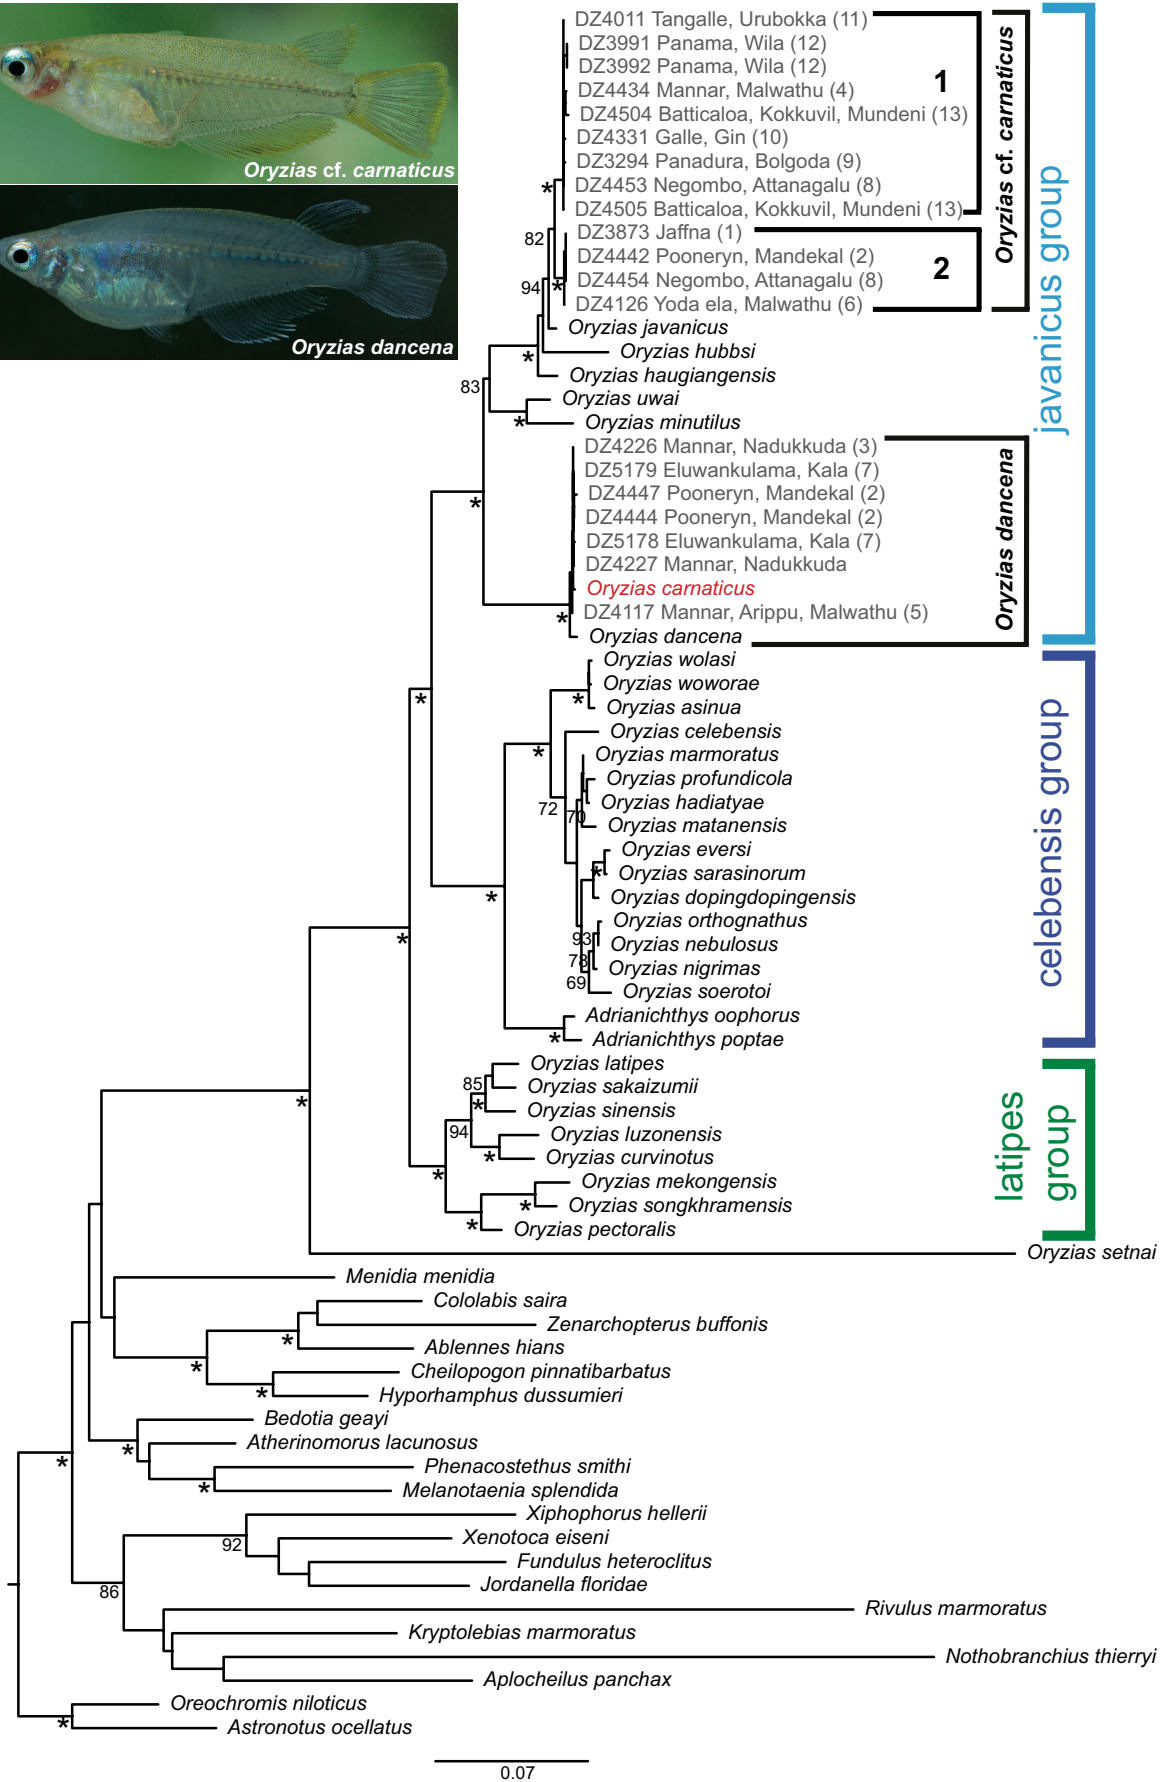 Oryzias cf. carnaticus
Oryzias dancena
DZ4011 Tangalle, Urubokka (11)
DZ3991 Panama, Wila (12)
DZ3992 Panama, Wila (12)
DZ4434 Mannar, Malwathu (4)
DZ4504 Batticaloa, Kokkuvil, Mundeni (13)
DZ4331 Galle, Gin (10)
DZ3294 Panadura, Bolgoda (9)
DZ4453 Negombo, Attanagalu (8)
DZ4505 Batticaloa, Kokkuvil, Mundeni (13)
1
DZ3873 Jaffna (1)
DZ4442 Pooneryn, Mandekal (2)
DZ4454 Negombo, Attanagalu (8)
DZ4126 Yoda ela, Malwathu (6)
2
Oryzias cf. carnaticus
Oryzias javanicus
Oryzias hubbsi
Oryzias haugiangensis
Oryzias uwai
Oryzias minutilus
DZ4226 Mannar, Nadukkuda (3)
DZ5179 Eluwankulama, Kala (7)
DZ4447 Pooneryn, Mandekal (2)
DZ4444 Pooneryn, Mandekal (2)
DZ5178 Eluwankulama, Kala (7)
DZ4227 Mannar, Nadukkuda
Oryzias carnaticus
DZ4117 Mannar, Arippu, Malwathu (5)
Oryzias dancena
Oryzias dancena
javanicus group
*
82
*
94
*
83
*
*
*
Oryzias wolasi
Oryzias woworae
Oryzias asinua
Oryzias celebensis
Oryzias marmoratus
Oryzias profundicola
Oryzias hadiatyae
Oryzias matanensis
Oryzias eversi
Oryzias sarasinorum
Oryzias dopingdopingensis
Oryzias orthognathus
Oryzias nebulosus
Oryzias nigrimas
Oryzias soerotoi
Adrianichthys oophorus
Adrianichthys poptae
celebensis group
*
*
*
72
70
*
*
93
*
78
69
*
Oryzias latipes
Oryzias sakaizumii
Oryzias sinensis
Oryzias luzonensis
Oryzias curvinotus
Oryzias mekongensis
Oryzias songkhramensis
Oryzias pectoralis
latipes
group
85
*
*
94
*
*
*
*
Oryzias setnai
Menidia menidia
Cololabis saira
Zenarchopterus buffonis
Ablennes hians
Cheilopogon pinnatibarbatus
Hyporhamphus dussumieri
*
*
*
Bedotia geayi
Atherinomorus lacunosus
Phenacostethus smithi
Melanotaenia splendida
*
*
*
Xiphophorus hellerii
Xenotoca eiseni
Fundulus heteroclitus
Jordanella floridae
92
86
Rivulus marmoratus
Kryptolebias marmoratus
Nothobranchius thierryi
Aplocheilus panchax
Oreochromis niloticus
Astronotus ocellatus
*
0.07